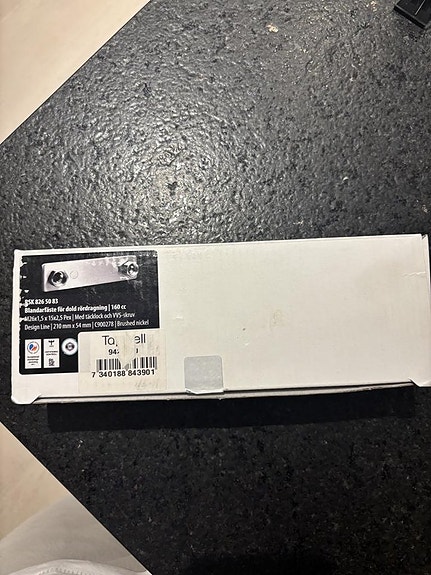 RSK 826 50 83
Blandarfäste för dold rördragning | 160 cc
M26x1,5 x 15x2,5 Pex | Med täcklock och VVS-skruv
Design Line | 210 mm x 54 mm | C900278 | Brushed nickel
7 340188 843901